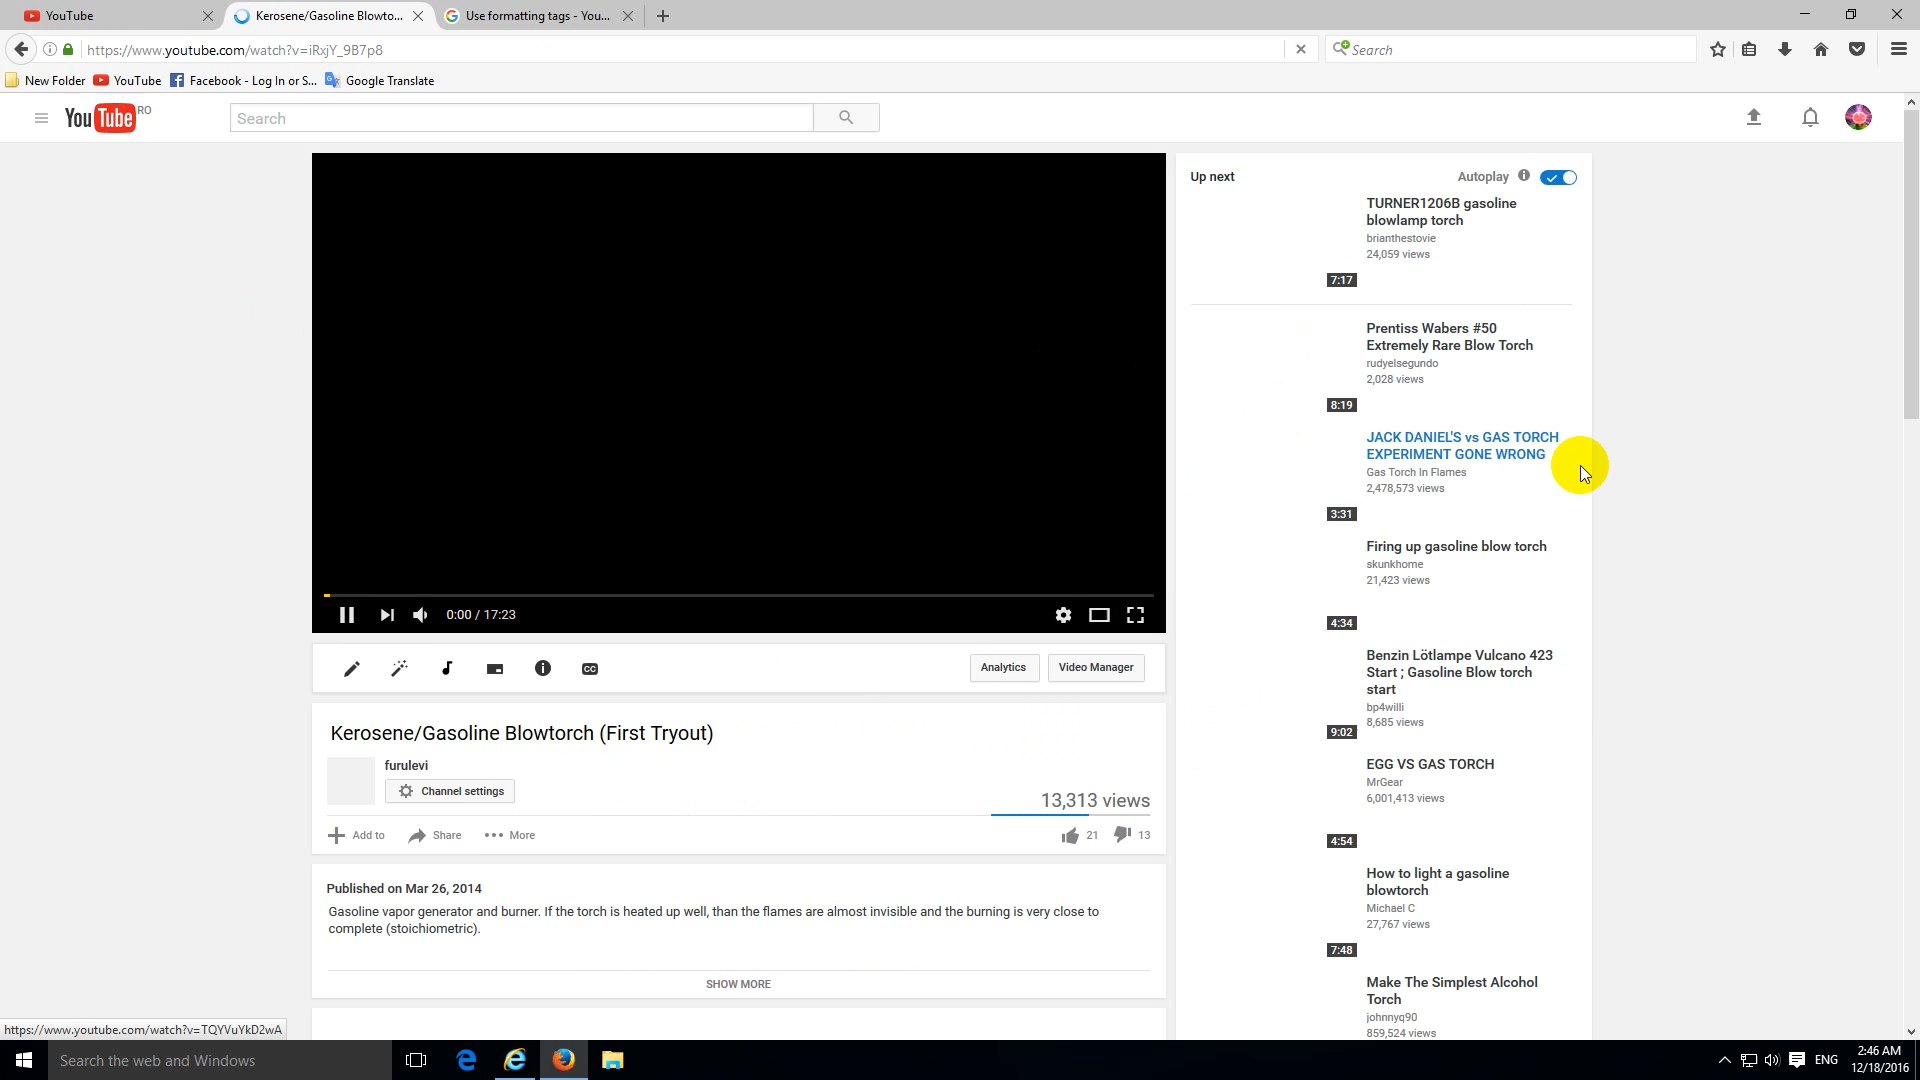 YouTube
Kerosene/Gasoline Blowto...
Use formatting tags - You...
https://www.youtube.com/watch?v=iRxjY_9B7p8
Search
New Folder
YouTube
Facebook - Log In or S...
Google Translate
YouTube RO
Search
Up next
Autoplay
TURNER1206B gasoline
blowlamp torch
brianthestovie
24,059 views
7:17
Prentiss Wabers #50
Extremely Rare Blow Torch
rudyelsegundo
2,028 views
8:19
JACK DANIEL'S vs GAS TORCH
EXPERIMENT GONE WRONG
Gas Torch In Flames
2,478,573 views
3:31
Firing up gasoline blow torch
skunkhome
21,423 views
4:34
Benzin Lötlampe Vulcano 423
Start ; Gasoline Blow torch
start
bp4willi
8,685 views
9:02
EGG VS GAS TORCH
MrGear
6,001,413 views
4:54
How to light a gasoline
blowtorch
Michael C
27,767 views
7:48
Make The Simplest Alcohol
Torch
johnnyq90
859,524 views
0:00 / 17:23
CC
Analytics
Video Manager
Kerosene/Gasoline Blowtorch (First Tryout)
furulevi
Channel settings
13,313 views
Add to
Share
More
21
13
Published on Mar 26, 2014
Gasoline vapor generator and burner. If the torch is heated up well, than the flames are almost invisible and the burning is very close to
complete (stoichiometric).
SHOW MORE
https://www.youtube.com/watch?v=TQYVuYkD2wA
Search the web and Windows
ENG
2:46 AM
12/18/2016